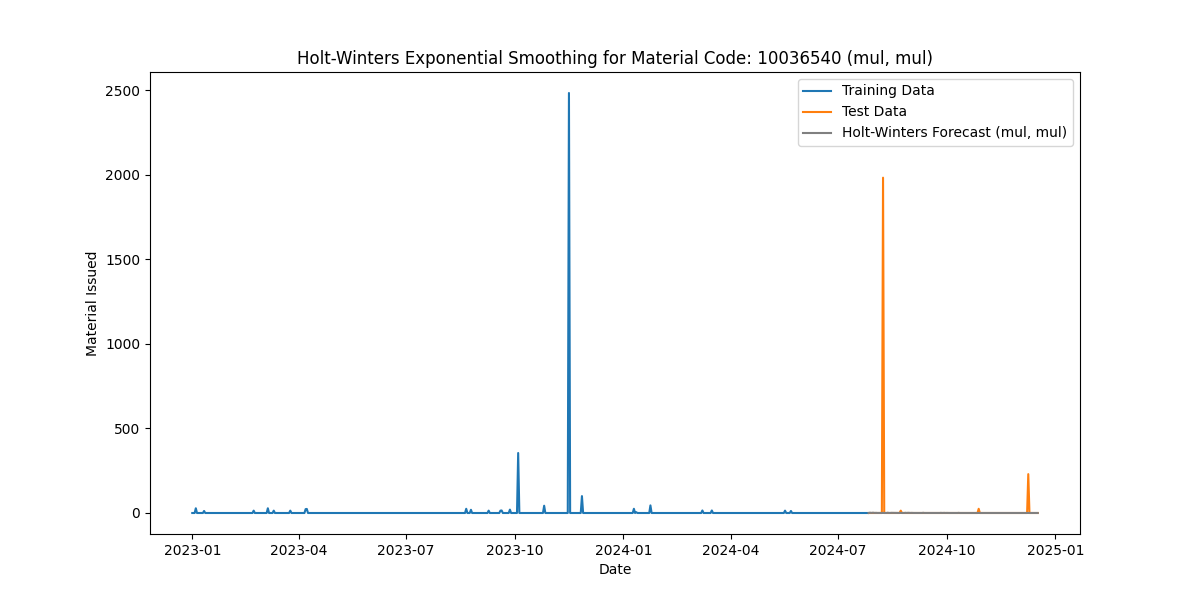 Holt-Winters Exponential Smoothing for Material Code: 10036540 (mul, mul)
Training Data
Test Data
Holt-Winters Forecast (mul, mul)
Material Issued
2500
2000
1500
1000
500
0
2023-01 2023-04 2023-07 2023-10 2024-01 2024-04 2024-07 2024-10 2025-01
Date